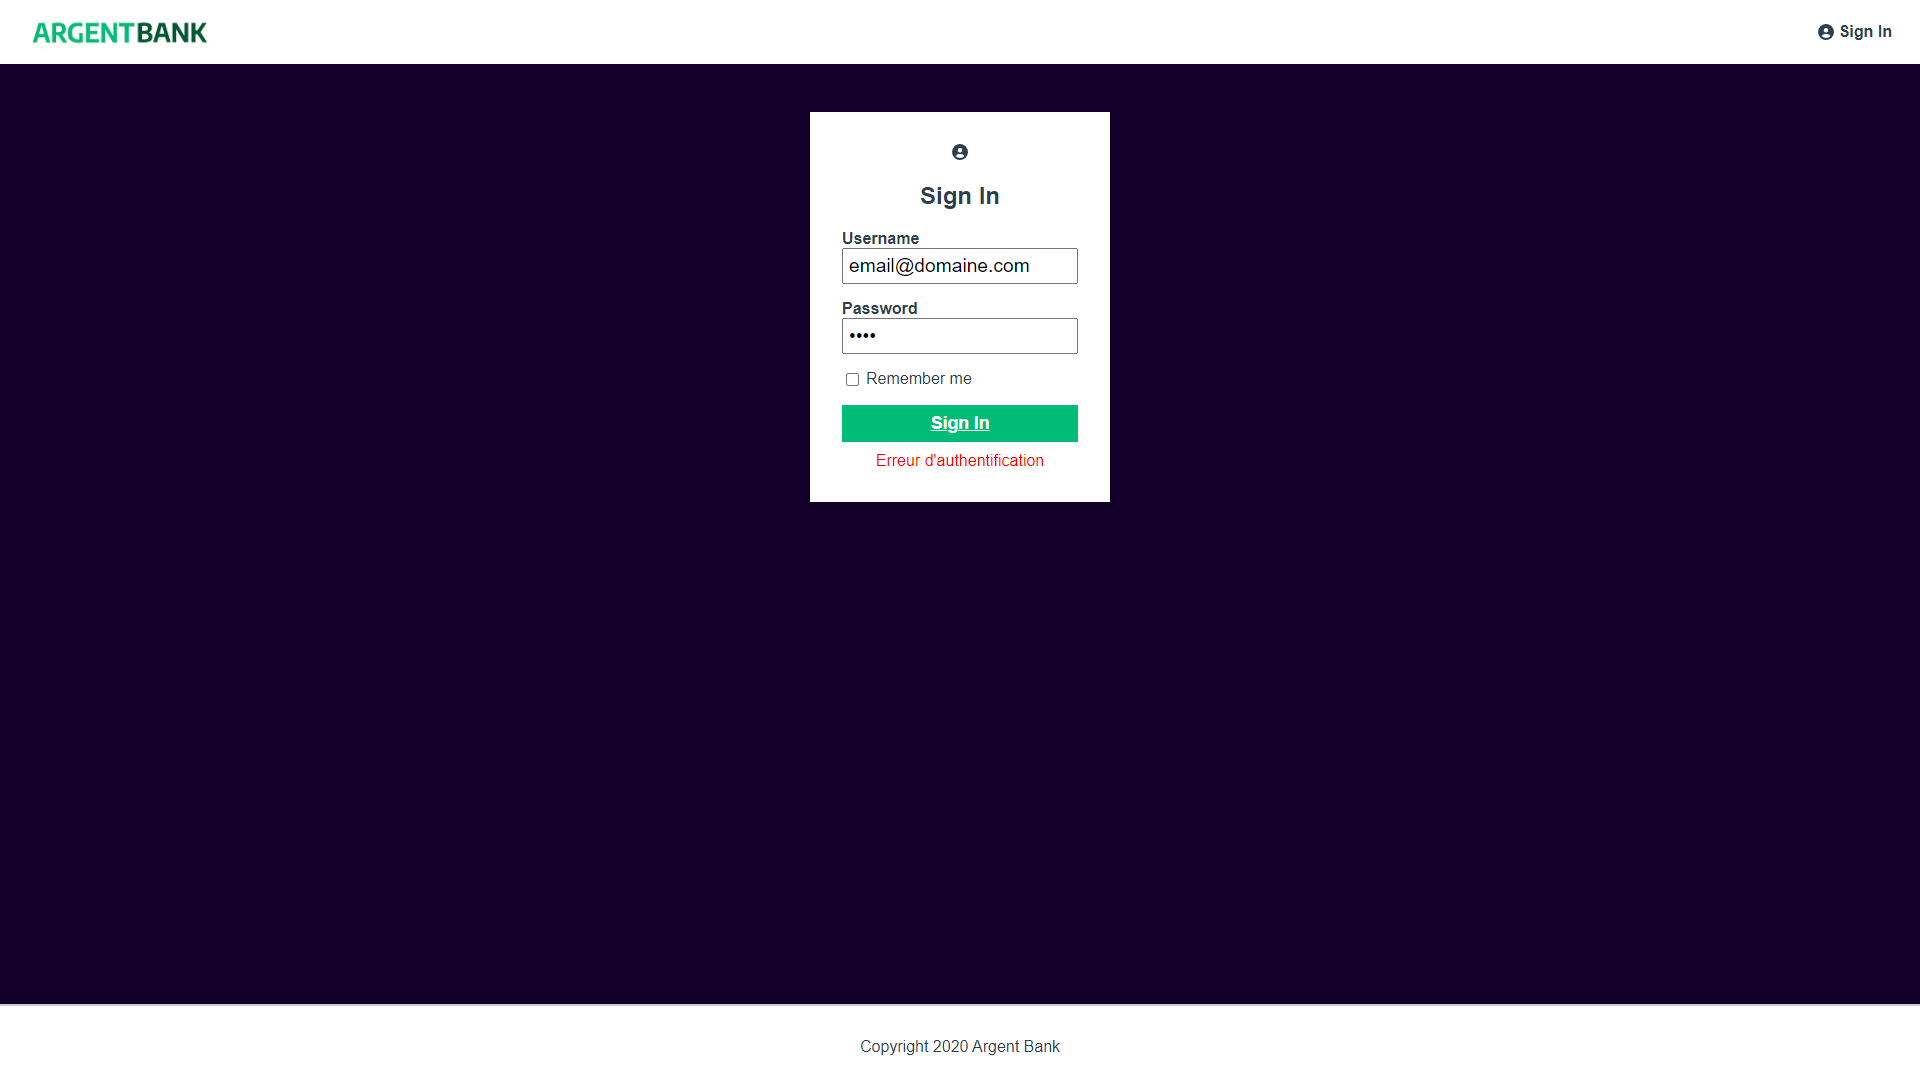 ARGENTBANK
Sign In
Sign In
Username
email@domaine.com
Password
••••
Remember me
Sign In
Erreur d'authentification
Copyright 2020 Argent Bank